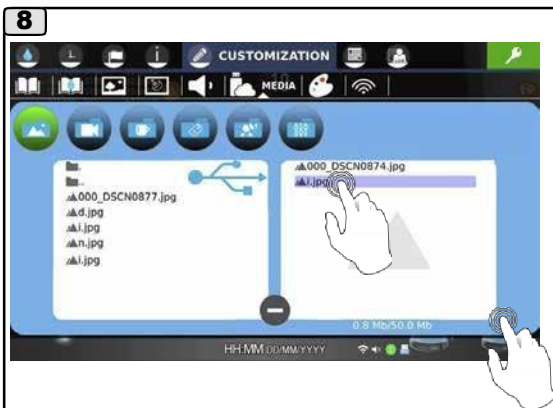 8
CUSTOMIZATION
MEDIA
.
..
000_DSCN0877.jpg
d.jpg
i.jpg
n.jpg
i.jpg
000_DSCN0874.jpg
i.jpg
0.8 Mb/50.0 Mb
HH:MM DD/MM/YYYY